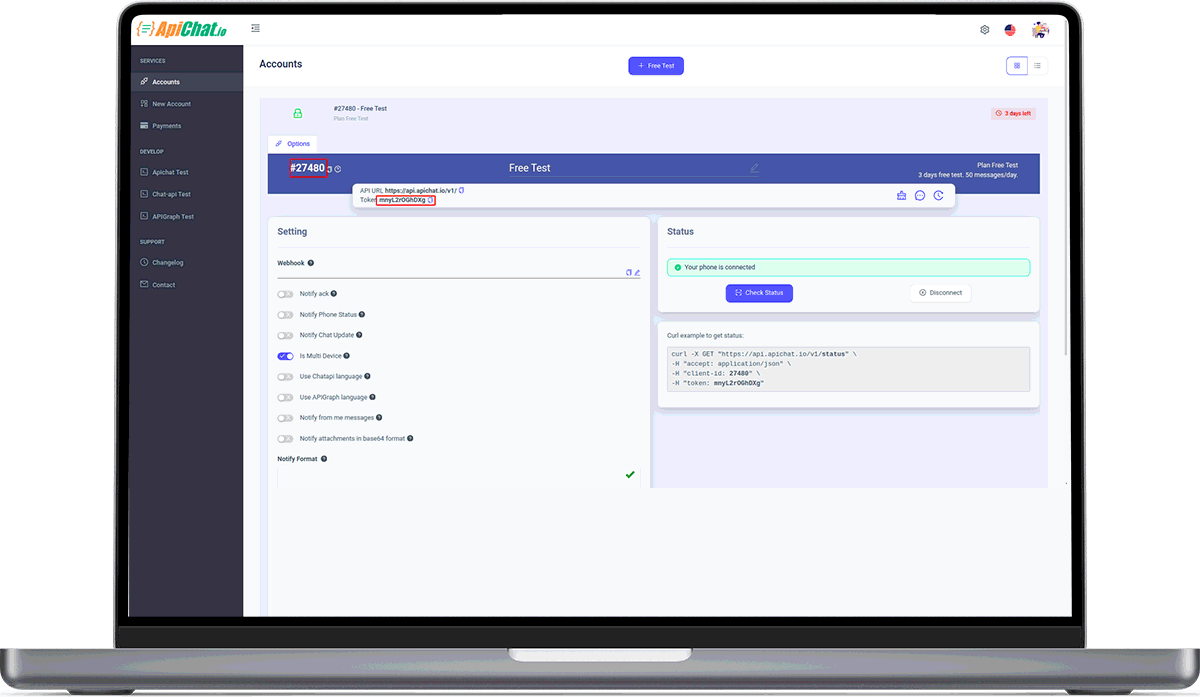 {=}ApiChat.io
SERVICES
Accounts
New Account
Payments
DEVELOP
Apichat Test
Chat-api Test
APIGraph Test
SUPPORT
Changelog
Contact
Accounts
+ Free Test
#27480 - Free Test
Plan Free Test
3 days left
Options
#27480
Free Test
Plan Free Test
3 days free test. 50 messages/day.
API URL https://api.apichat.io/v1/
Token mnyL2rOGhDXg
Setting
Webhook
Notify ack
Notify Phone Status
Notify Chat Update
Is Multi Device
Use Chatapi language
Use APIGraph language
Notify from me messages
Notify attachments in base64 format
Notify Format
Status
Your phone is connected
Check Status
Disconnect
Curl example to get status:
curl -X GET "https://api.apichat.io/v1/status" \
-H "accept: application/json" \
-H "client-id: 27480" \
-H "token: mnyL2rOGhDXg"